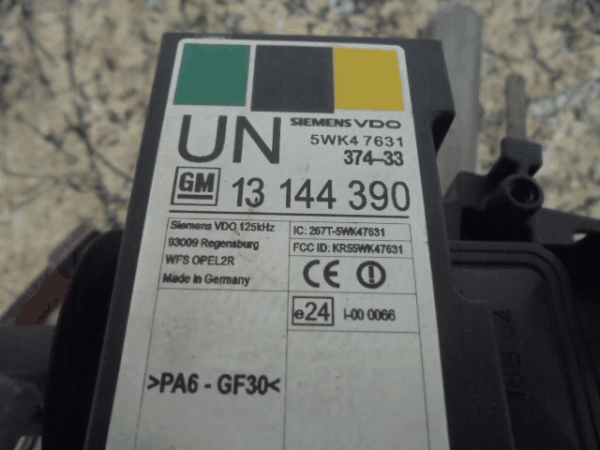 UN
SIEMENS VDO
5WK4 7631
374-33
GM 13 144 390
Siemens VDO 125kHz
93009 Regensburg
WFS OPEL2R
Made in Germany
IC: 267T-5WK47631
FCC ID: KR55WK47631
CE
e24 I-00 0066
>PA6 - GF30<